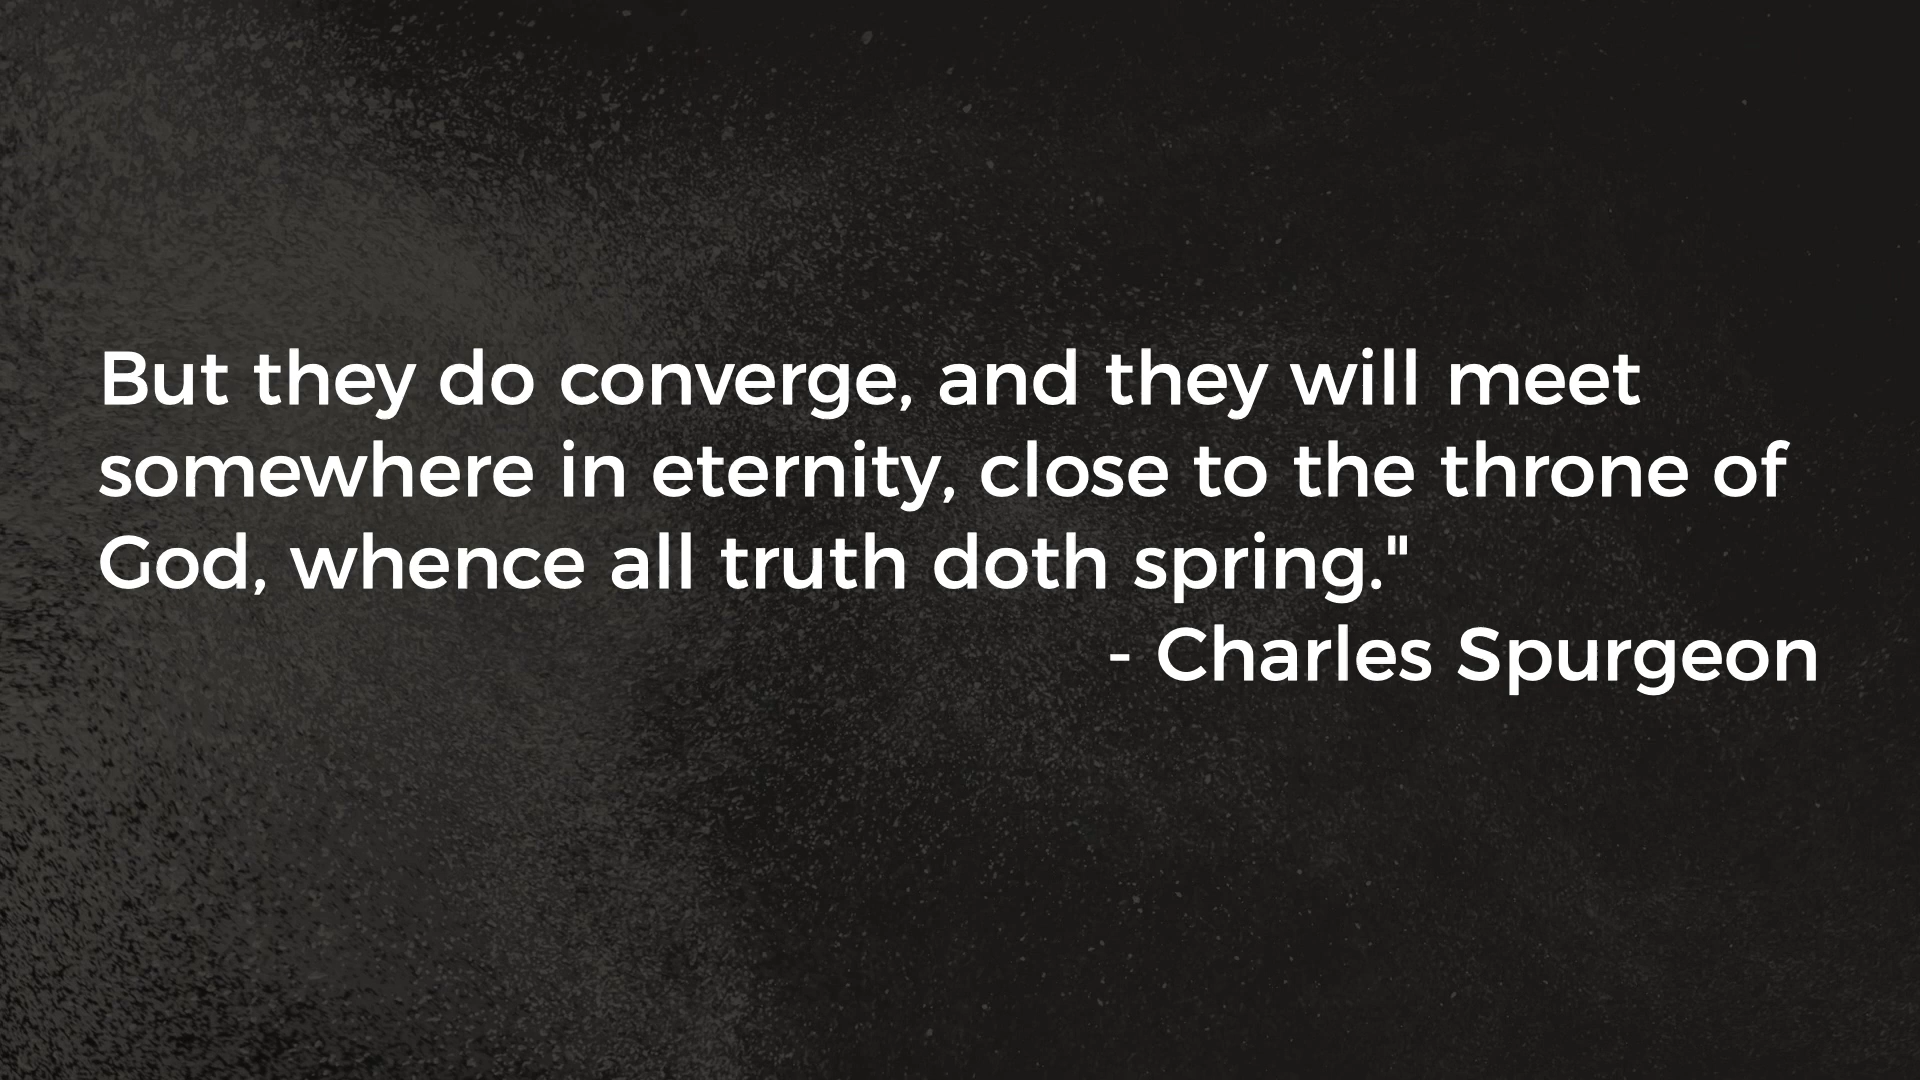 But they do converge, and they will meet
somewhere in eternity, close to the throne of
God, whence all truth doth spring."
- Charles Spurgeon